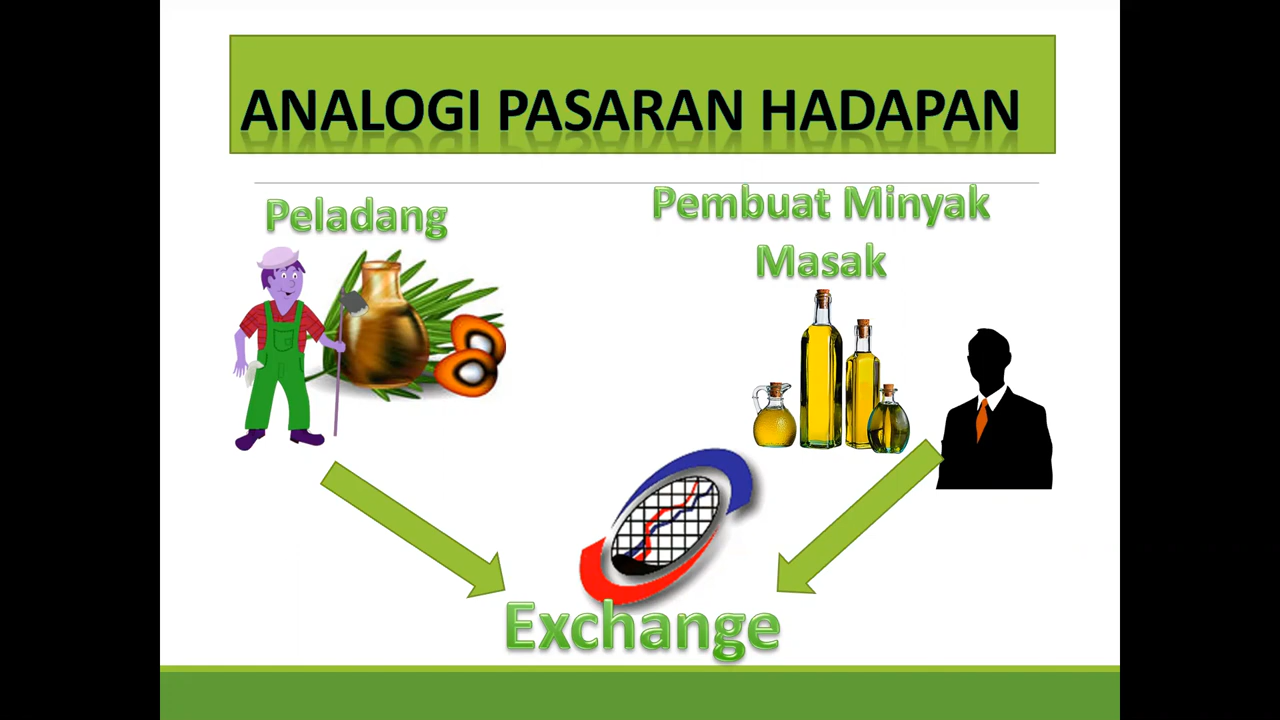 ANALOGI PASARAN HADAPAN
Peladang
Pembuat Minyak
Masak
Exchange